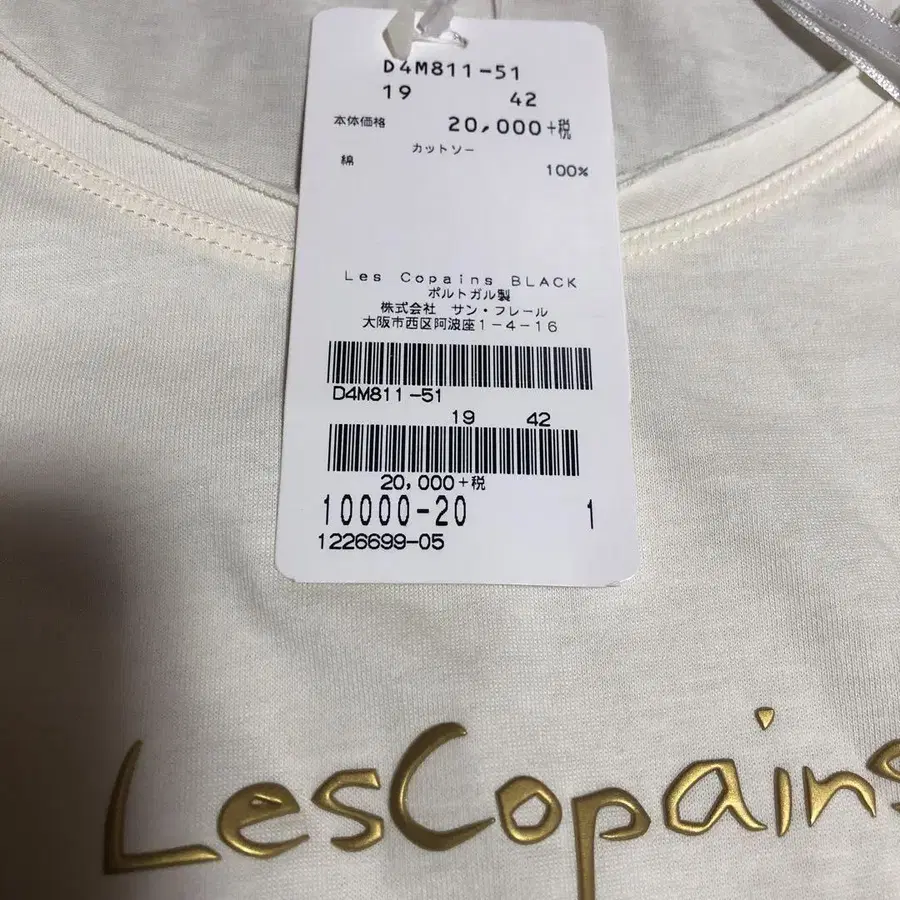 D4M811-51
19 42
本体価格 20,000+税
カットソー
綿 100%
Les Copains BLACK
ポルトガル製
株式会社 サン・フレール
大阪市西区阿波座1-4-16
D4M811-51
19 42
20,000+税
10000-20 1
1226699-05
LesCopains